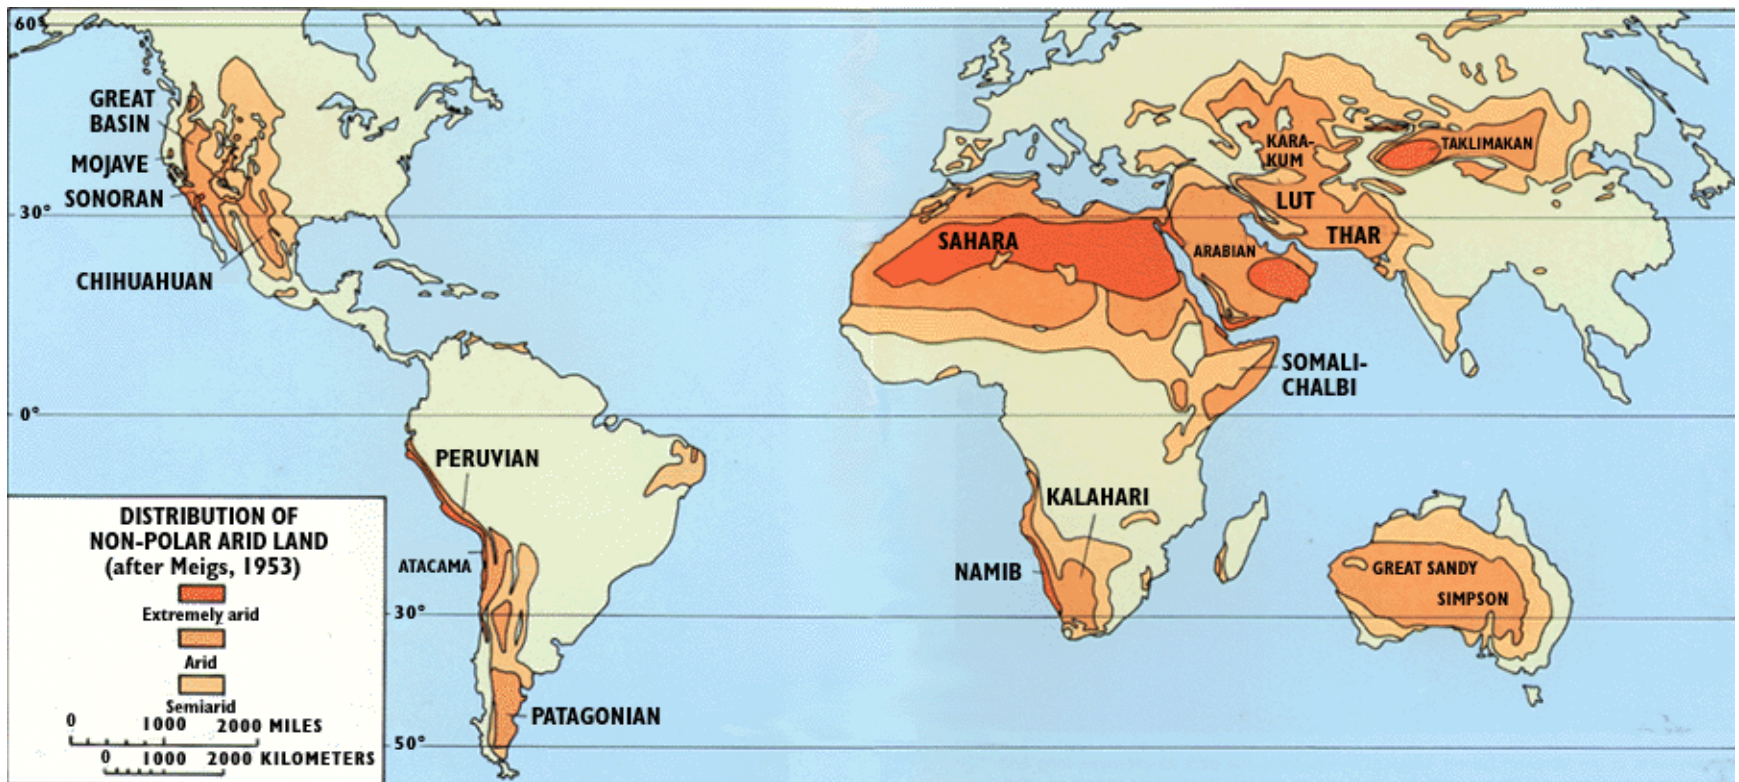 60°
GREAT
BASIN
MOJAVE
SONORAN
30°
CHIHUAHUAN
0°
PERUVIAN
ATACAMA
30°
PATAGONIAN
50°
KARA-
KUM
TAKLIMAKAN
LUT
THAR
SAHARA
ARABIAN
SOMALI-
CHALBI
KALAHARI
NAMIB
GREAT SANDY
SIMPSON
DISTRIBUTION OF
NON-POLAR ARID LAND
(after Meigs, 1953)
Extremely arid
Arid
Semiarid
0 1000 2000 MILES
0 1000 2000 KILOMETERS